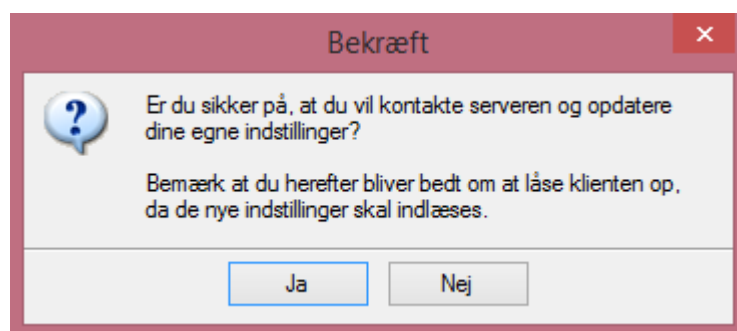 Bekræft
Er du sikker på, at du vil kontakte serveren og opdatere
dine egne indstillinger?
Bemærk at du herefter bliver bedt om at låse klienten op,
da de nye indstillinger skal indlæses.
Ja
Nej